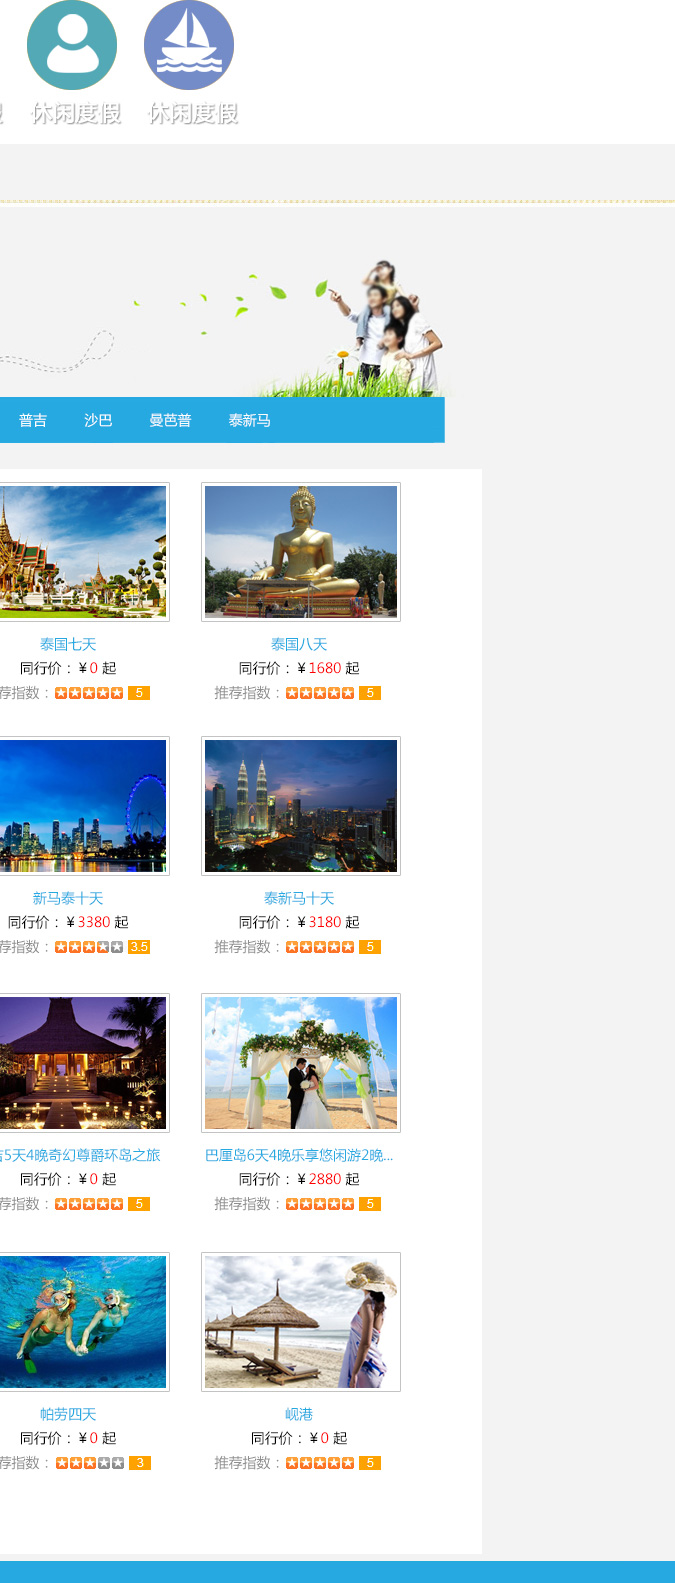 休闲度假 休闲度假
普吉 沙巴 曼芭普 泰新马
泰国七天
同行价：¥0 起
荐指数：5
泰国八天
同行价：¥1680 起
推荐指数：5
新马泰十天
同行价：¥3380 起
荐指数：3.5
泰新马十天
同行价：¥3180 起
推荐指数：5
5天4晚奇幻尊爵环岛之旅
同行价：¥0 起
荐指数：5
巴厘岛6天4晚乐享悠闲游2晚...
同行价：¥2880 起
推荐指数：5
帕劳四天
同行价：¥0 起
荐指数：3
岘港
同行价：¥0 起
推荐指数：5